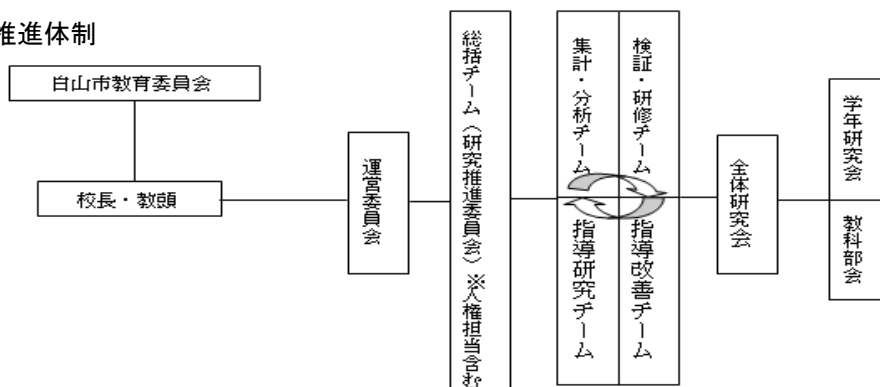 推進体制
白山市教育委員会
校長・教頭
運営委員会
総括チーム（研究推進委員会）※人権担当含む
集計・分析チーム
検証・研修チーム
指導研究チーム
指導改善チーム
全体研究会
学年研究会
教科部会